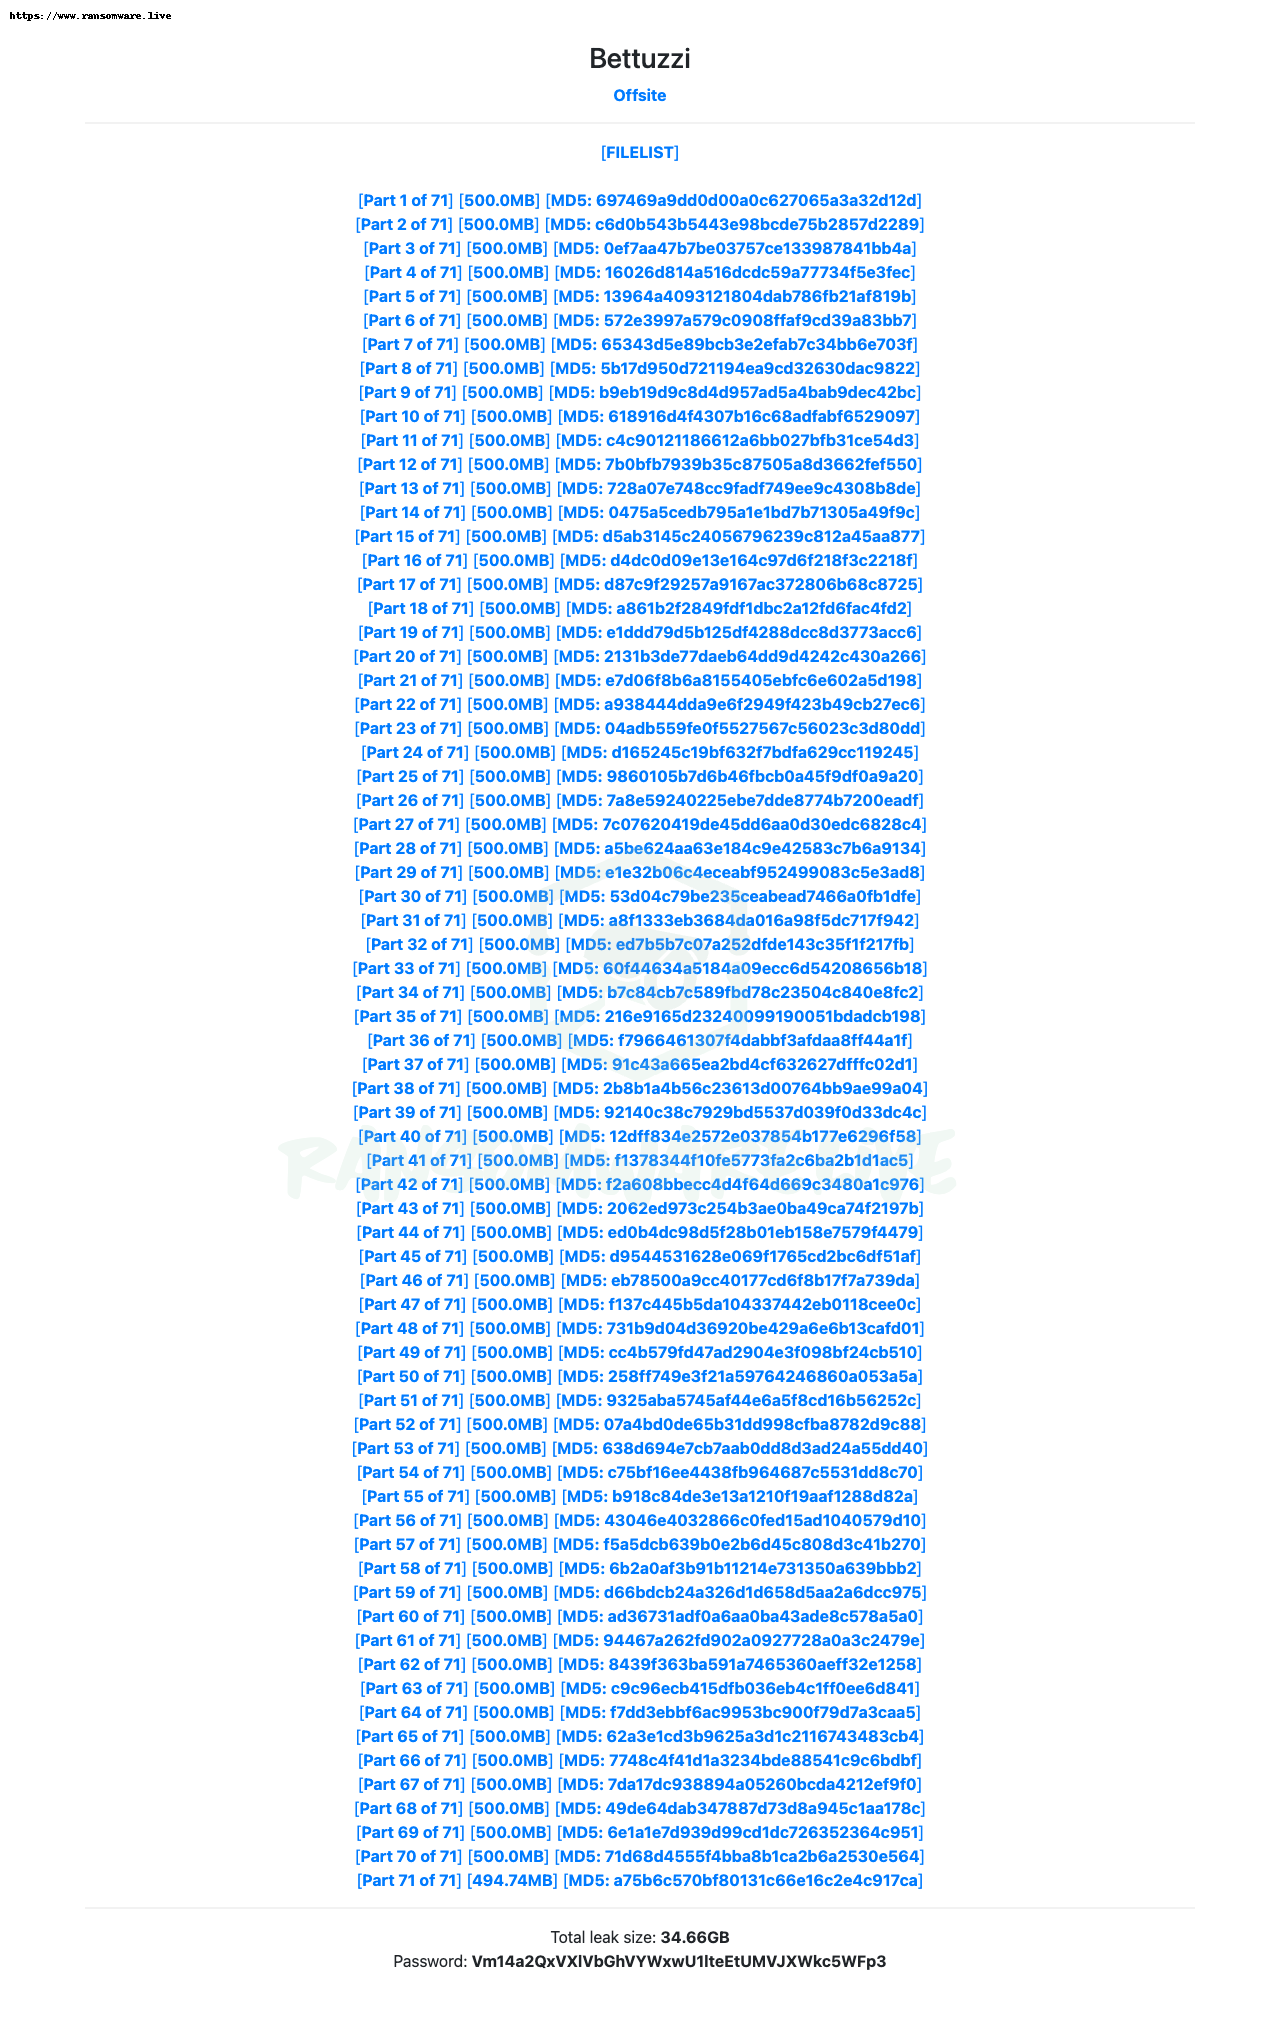 https://www.ransomware.live
Bettuzzi
Offsite
[FILELIST]
[Part 1 of 71] [500.0MB] [MD5: 697469a9dd0d00a0c627065a3a32d12d]
[Part 2 of 71] [500.0MB] [MD5: c6d0b543b5443e98bcde75b2857d2289]
[Part 3 of 71] [500.0MB] [MD5: 0ef7aa47b7be03757ce133987841bb4a]
[Part 4 of 71] [500.0MB] [MD5: 16026d814a516dcdc59a77734f5e3fec]
[Part 5 of 71] [500.0MB] [MD5: 13964a4093121804dab786fb21af819b]
[Part 6 of 71] [500.0MB] [MD5: 572e3997a579c0908ffaf9cd39a83bb7]
[Part 7 of 71] [500.0MB] [MD5: 65343d5e89bcb3e2efab7c34bb6e703f]
[Part 8 of 71] [500.0MB] [MD5: 5b17d950d721194ea9cd32630dac9822]
[Part 9 of 71] [500.0MB] [MD5: b9eb19d9c8d4d957ad5a4bab9dec42bc]
[Part 10 of 71] [500.0MB] [MD5: 618916d4f4307b16c68adfabf6529097]
[Part 11 of 71] [500.0MB] [MD5: c4c90121186612a6bb027bfb31ce54d3]
[Part 12 of 71] [500.0MB] [MD5: 7b0bfb7939b35c87505a8d3662fef550]
[Part 13 of 71] [500.0MB] [MD5: 728a07e748cc9fadf749ee9c4308b8de]
[Part 14 of 71] [500.0MB] [MD5: 0475a5cedb795a1e1bd7b71305a49f9c]
[Part 15 of 71] [500.0MB] [MD5: d5ab3145c24056796239c812a45aa877]
[Part 16 of 71] [500.0MB] [MD5: d4dc0d09e13e164c97d6f218f3c2218f]
[Part 17 of 71] [500.0MB] [MD5: d87c9f29257a9167ac372806b68c8725]
[Part 18 of 71] [500.0MB] [MD5: a861b2f2849fdf1dbc2a12fd6fac4fd2]
[Part 19 of 71] [500.0MB] [MD5: e1ddd79d5b125df4288dcc8d3773acc6]
[Part 20 of 71] [500.0MB] [MD5: 2131b3de77daeb64dd9d4242c430a266]
[Part 21 of 71] [500.0MB] [MD5: e7d06f8b6a8155405ebfc6e602a5d198]
[Part 22 of 71] [500.0MB] [MD5: a938444dda9e6f2949f423b49cb27ec6]
[Part 23 of 71] [500.0MB] [MD5: 04adb559fe0f5527567c56023c3d80dd]
[Part 24 of 71] [500.0MB] [MD5: d165245c19bf632f7bdfa629cc119245]
[Part 25 of 71] [500.0MB] [MD5: 9860105b7d6b46fbcb0a45f9df0a9a20]
[Part 26 of 71] [500.0MB] [MD5: 7a8e59240225ebe7dde8774b7200eadf]
[Part 27 of 71] [500.0MB] [MD5: 7c07620419de45dd6aa0d30edc6828c4]
[Part 28 of 71] [500.0MB] [MD5: a5be624aa63e184c9e42583c7b6a9134]
[Part 29 of 71] [500.0MB] [MD5: e1e32b06c4eceabf952499083c5e3ad8]
[Part 30 of 71] [500.0MB] [MD5: 53d04c79be235ceabead7466a0fb1dfe]
[Part 31 of 71] [500.0MB] [MD5: a8f1333eb3684da016a98f5dc717f942]
[Part 32 of 71] [500.0MB] [MD5: ed7b5b7c07a252dfde143c35f1f217fb]
[Part 33 of 71] [500.0MB] [MD5: 60f44634a5184a09ecc6d54208656b18]
[Part 34 of 71] [500.0MB] [MD5: b7c84cb7c589fbd78c23504c840e8fc2]
[Part 35 of 71] [500.0MB] [MD5: 216e9165d23240099190051bdadcb198]
[Part 36 of 71] [500.0MB] [MD5: f7966461307f4dabbf3afdaa8ff44a1f]
[Part 37 of 71] [500.0MB] [MD5: 91c43a665ea2bd4cf632627dfffc02d1]
[Part 38 of 71] [500.0MB] [MD5: 2b8b1a4b56c23613d00764bb9ae99a04]
[Part 39 of 71] [500.0MB] [MD5: 92140c38c7929bd5537d039f0d33dc4c]
[Part 40 of 71] [500.0MB] [MD5: 12dff834e2572e037854b177e6296f58]
[Part 41 of 71] [500.0MB] [MD5: f1378344f10fe5773fa2c6ba2b1d1ac5]
[Part 42 of 71] [500.0MB] [MD5: f2a608bbecc4d4f64d669c3480a1c976]
[Part 43 of 71] [500.0MB] [MD5: 2062ed973c254b3ae0ba49ca74f2197b]
[Part 44 of 71] [500.0MB] [MD5: ed0b4dc98d5f28b01eb158e7579f4479]
[Part 45 of 71] [500.0MB] [MD5: d9544531628e069f1765cd2bc6df51af]
[Part 46 of 71] [500.0MB] [MD5: eb78500a9cc40177cd6f8b17f7a739da]
[Part 47 of 71] [500.0MB] [MD5: f137c445b5da104337442eb0118cee0c]
[Part 48 of 71] [500.0MB] [MD5: 731b9d04d36920be429a6e6b13cafd01]
[Part 49 of 71] [500.0MB] [MD5: cc4b579fd47ad2904e3f098bf24cb510]
[Part 50 of 71] [500.0MB] [MD5: 258ff749e3f21a59764246860a053a5a]
[Part 51 of 71] [500.0MB] [MD5: 9325aba5745af44e6a5f8cd16b56252c]
[Part 52 of 71] [500.0MB] [MD5: 07a4bd0de65b31dd998cfba8782d9c88]
[Part 53 of 71] [500.0MB] [MD5: 638d694e7cb7aab0dd8d3ad24a55dd40]
[Part 54 of 71] [500.0MB] [MD5: c75bf16ee4438fb964687c5531dd8c70]
[Part 55 of 71] [500.0MB] [MD5: b918c84de3e13a1210f19aaf1288d82a]
[Part 56 of 71] [500.0MB] [MD5: 43046e4032866c0fed15ad1040579d10]
[Part 57 of 71] [500.0MB] [MD5: f5a5dcb639b0e2b6d45c808d3c41b270]
[Part 58 of 71] [500.0MB] [MD5: 6b2a0af3b91b11214e731350a639bbb2]
[Part 59 of 71] [500.0MB] [MD5: d66bdcb24a326d1d658d5aa2a6dcc975]
[Part 60 of 71] [500.0MB] [MD5: ad36731adf0a6aa0ba43ade8c578a5a0]
[Part 61 of 71] [500.0MB] [MD5: 94467a262fd902a0927728a0a3c2479e]
[Part 62 of 71] [500.0MB] [MD5: 8439f363ba591a7465360aeff32e1258]
[Part 63 of 71] [500.0MB] [MD5: c9c96ecb415dfb036eb4c1ff0ee6d841]
[Part 64 of 71] [500.0MB] [MD5: f7dd3ebbf6ac9953bc900f79d7a3caa5]
[Part 65 of 71] [500.0MB] [MD5: 62a3e1cd3b9625a3d1c2116743483cb4]
[Part 66 of 71] [500.0MB] [MD5: 7748c4f41d1a3234bde88541c9c6bdbf]
[Part 67 of 71] [500.0MB] [MD5: 7da17dc938894a05260bcda4212ef9f0]
[Part 68 of 71] [500.0MB] [MD5: 49de64dab347887d73d8a945c1aa178c]
[Part 69 of 71] [500.0MB] [MD5: 6e1a1e7d939d99cd1dc726352364c951]
[Part 70 of 71] [500.0MB] [MD5: 71d68d4555f4bba8b1ca2b6a2530e564]
[Part 71 of 71] [494.74MB] [MD5: a75b6c570bf80131c66e16c2e4c917ca]
Total leak size: 34.66GB
Password: Vm14a2QxVXlVbGhVYWxwU1lteEtUMVJXWkc5WFp3